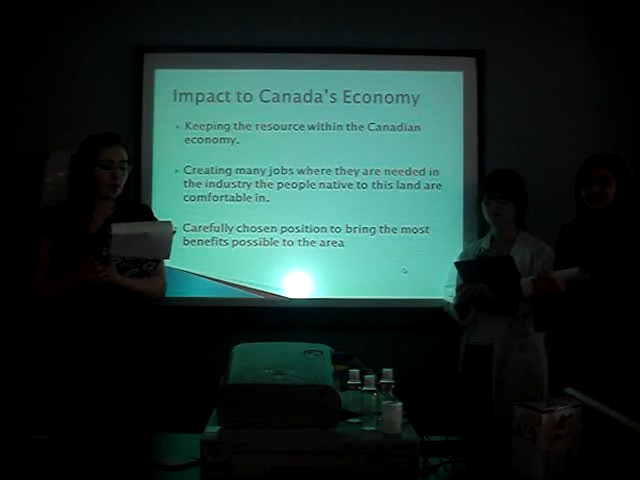 Impact to Canada's Economy
Keeping the resource within the Canadian
economy.
Creating many jobs where they are needed in
the industry the people native to this land are
comfortable in.
Carefully chosen position to bring the most
benefits possible to the area